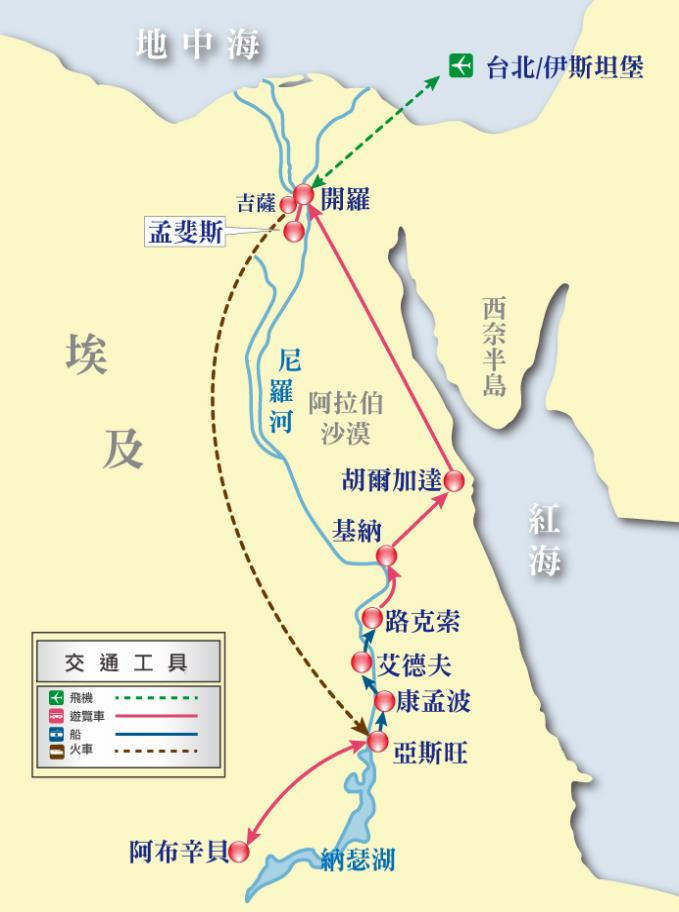 地中海
台北/伊斯坦堡
吉薩
開羅
孟斐斯
西奈半島
埃及
尼羅河
阿拉伯
沙漠
胡爾加達
紅海
基納
路克索
艾德夫
康孟波
亞斯旺
阿布辛貝
納瑟湖
交通工具
飛機
遊覽車
船
火車